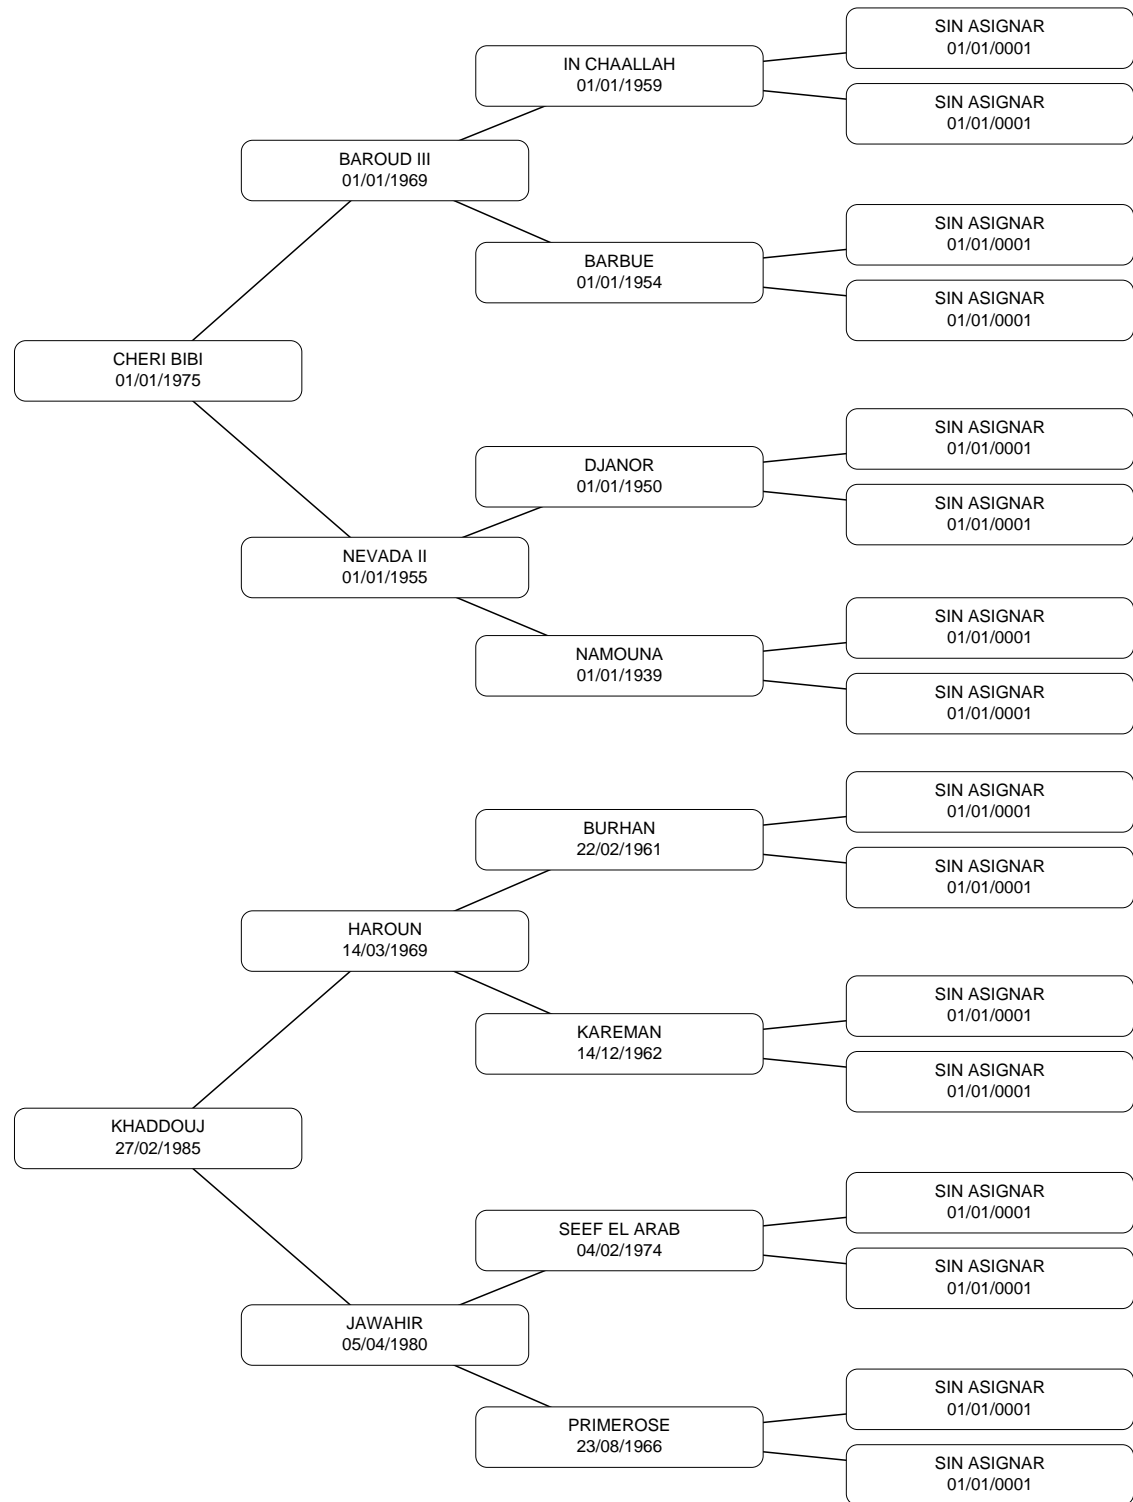 SIN ASIGNAR
01/01/0001
IN CHAALLAH
01/01/1959
SIN ASIGNAR
01/01/0001
BAROUD III
01/01/1969
SIN ASIGNAR
01/01/0001
BARBUE
01/01/1954
SIN ASIGNAR
01/01/0001
CHERI BIBI
01/01/1975
SIN ASIGNAR
01/01/0001
DJANOR
01/01/1950
SIN ASIGNAR
01/01/0001
NEVADA II
01/01/1955
SIN ASIGNAR
01/01/0001
NAMOUNA
01/01/1939
SIN ASIGNAR
01/01/0001
SIN ASIGNAR
01/01/0001
BURHAN
22/02/1961
SIN ASIGNAR
01/01/0001
HAROUN
14/03/1969
SIN ASIGNAR
01/01/0001
KAREMAN
14/12/1962
SIN ASIGNAR
01/01/0001
KHADDOUJ
27/02/1985
SIN ASIGNAR
01/01/0001
SEEF EL ARAB
04/02/1974
SIN ASIGNAR
01/01/0001
JAWAHIR
05/04/1980
SIN ASIGNAR
01/01/0001
PRIMEROSE
23/08/1966
SIN ASIGNAR
01/01/0001